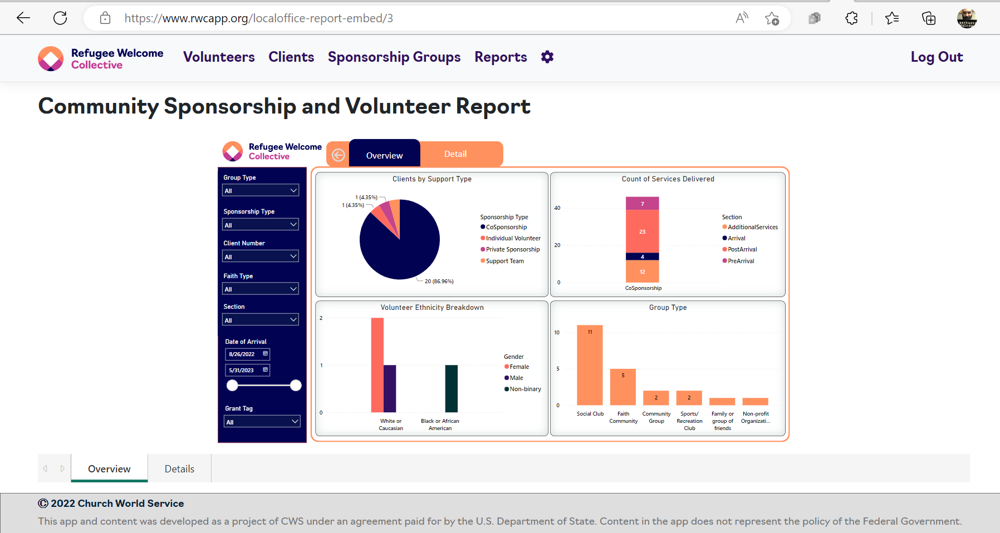 https://www.rwcapp.org/localoffice-report-embed/3
Refugee Welcome
Collective
Volunteers
Clients
Sponsorship Groups
Reports
Log Out
Community Sponsorship and Volunteer Report
Refugee Welcome
Collective
Overview
Detail
Group Type
All
Sponsorship Type
All
Client Number
All
Faith Type
All
Section
All
Date of Arrival
8/26/2022
5/31/2023
Grant Tag
All
Clients by Support Type
1 (4.35%)
1 (4.35%)
20 (86.96%)
Sponsorship Type
CoSponsorship
Individual Volunteer
Private Sponsorship
Support Team
Count of Services Delivered
40
20
0
7
23
4
12
CoSponsorship
Section
AdditionalServices
Arrival
PostArrival
PreArrival
Volunteer Ethnicity Breakdown
2
1
0
White or
Caucasian
Black or African
American
Gender
Female
Male
Non-binary
Group Type
10
5
0
11
5
2
2
Social Club
Faith
Community
Community
Group
Sports/
Recreation
Club
Family or
group of
friends
Non-profit
Organizati...
Overview
Details
© 2022 Church World Service
This app and content was developed as a project of CWS under an agreement paid for by the U.S. Department of State. Content in the app does not represent the policy of the Federal Government.